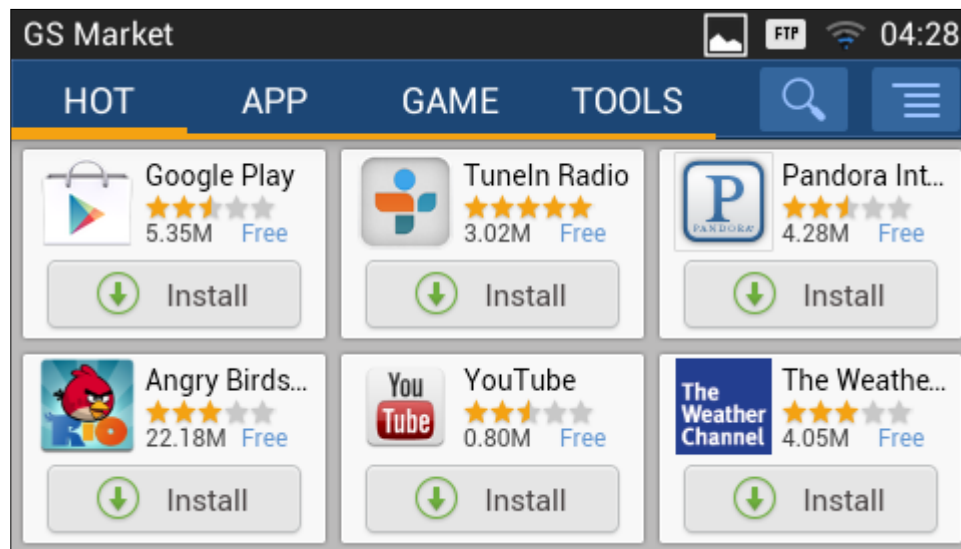 GS Market FTP 04:28
HOT APP GAME TOOLS
Google Play
5.35M Free
Install
TuneIn Radio
3.02M Free
Install
P
PANDORA
Pandora Int...
4.28M Free
Install
RIO
Angry Birds...
22.18M Free
Install
You
Tube
YouTube
0.80M Free
Install
The
Weather
Channel
The Weathe...
4.05M Free
Install